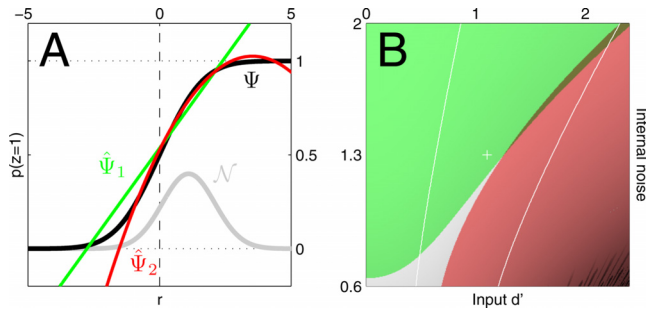 A
−5 0 5
p(z=1)
1
0.5
0
Ψ
Ψ̂₁
Ψ̂₂
𝒩
r
B
0 1 2
2
1.3
0.6
Internal noise
Input d'